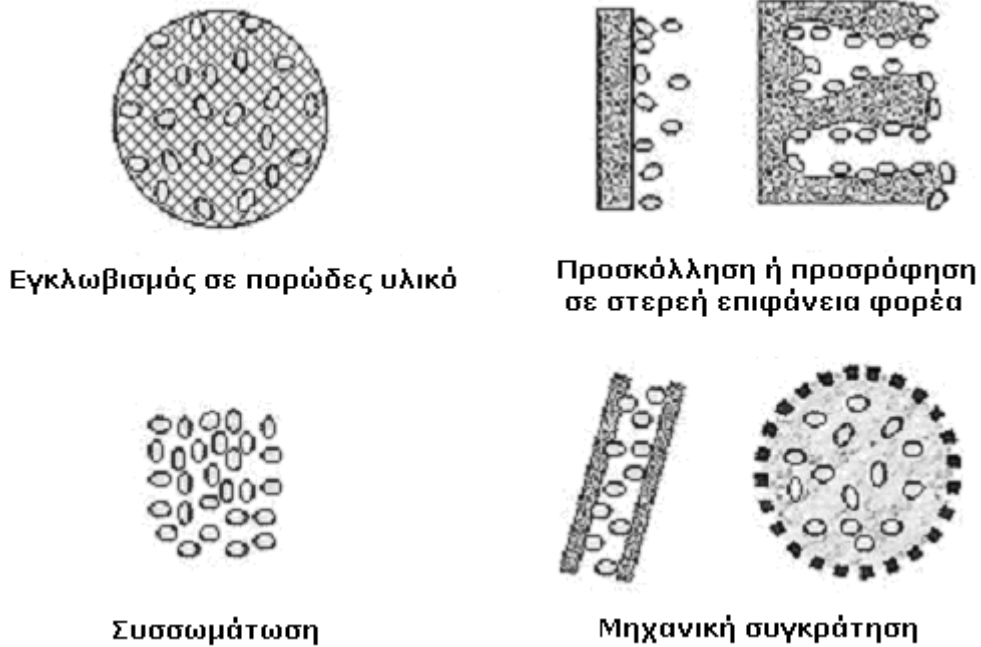 Εγκλωβισμός σε πορώδες υλικό
Προσκόλληση ή προσρόφηση
σε στερεή επιφάνεια φορέα
Συσσωμάτωση
Μηχανική συγκράτηση